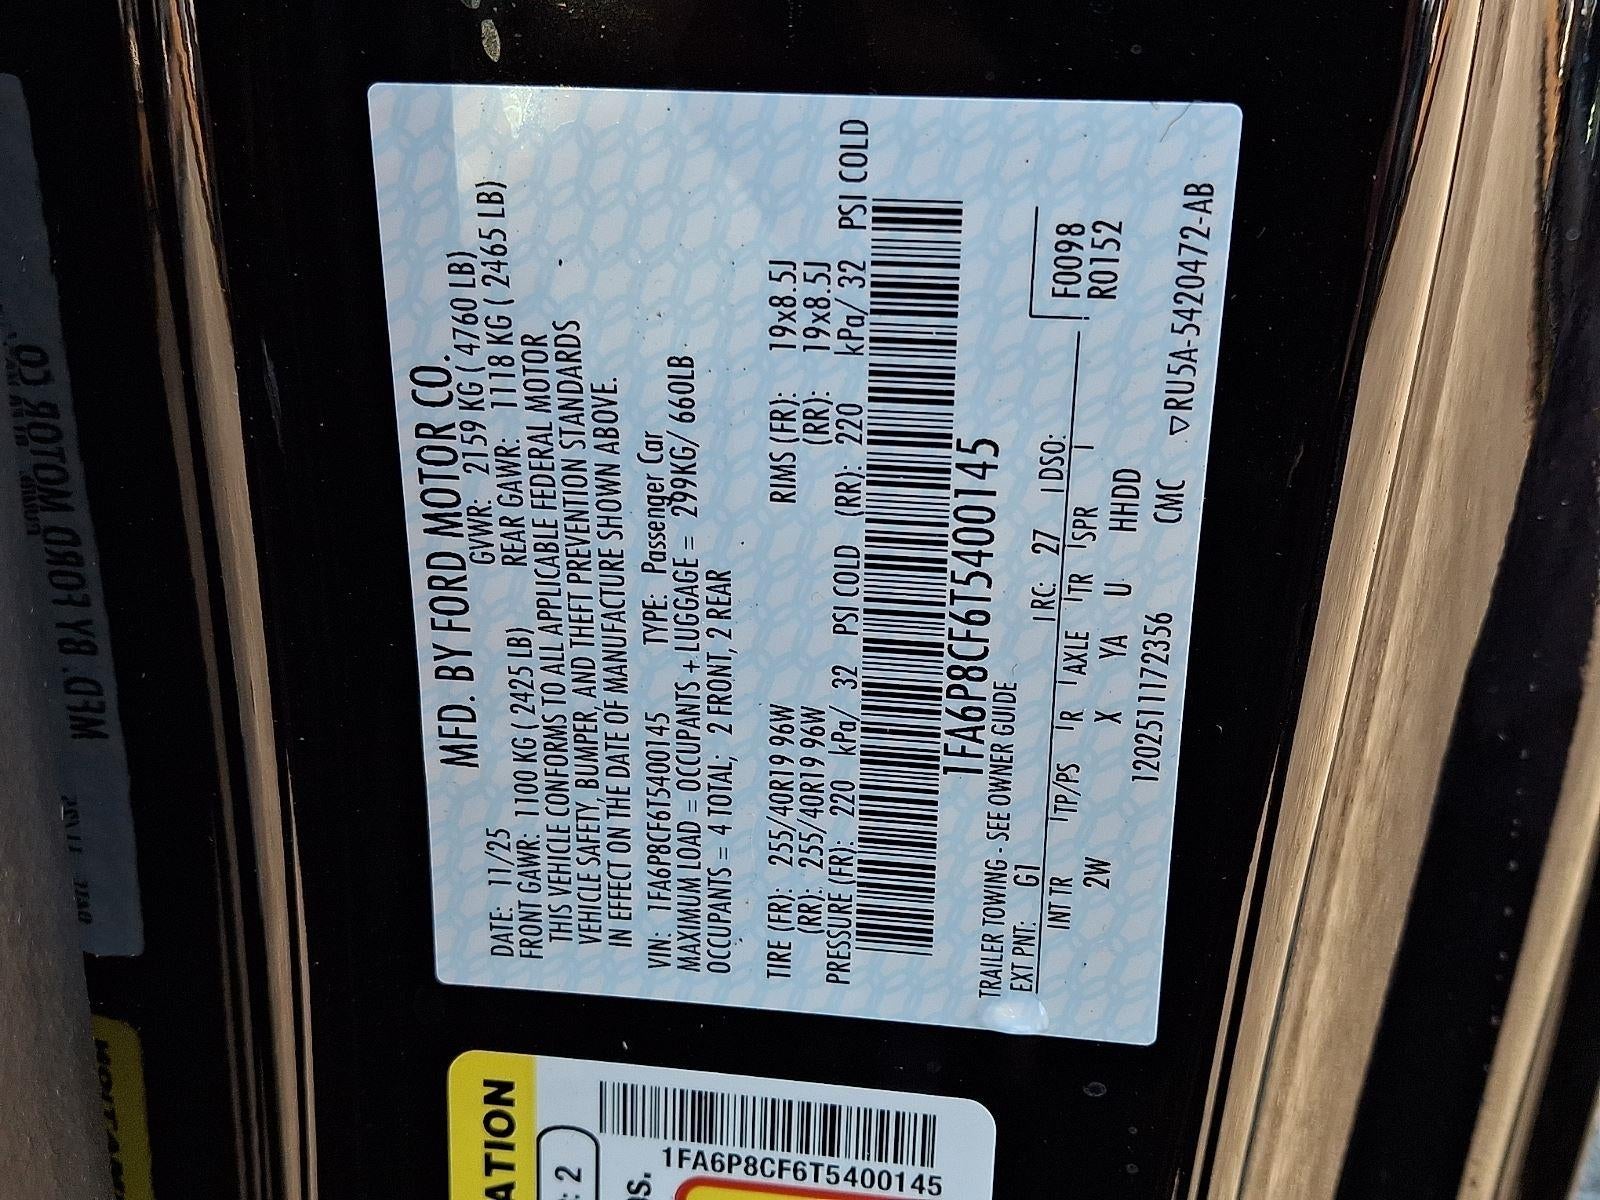 MFD. BY FORD MOTOR CO.
DATE: 11/25 GVWR: 2159 KG ( 4760 LB)
FRONT GAWR: 1100 KG ( 2425 LB) REAR GAWR: 1118 KG ( 2465 LB)
THIS VEHICLE CONFORMS TO ALL APPLICABLE FEDERAL MOTOR
VEHICLE SAFETY, BUMPER, AND THEFT PREVENTION STANDARDS
IN EFFECT ON THE DATE OF MANUFACTURE SHOWN ABOVE.
VIN: 1FA6P8CF6T5400145 TYPE: Passenger Car
MAXIMUM LOAD = OCCUPANTS + LUGGAGE = 299KG/ 660LB
OCCUPANTS = 4 TOTAL; 2 FRONT, 2 REAR
TIRE (FR): 255/40R19 96W RIMS (FR): 19x8.5J
(RR): 255/40R19 96W (RR): 19x8.5J
PRESSURE (FR): 220 kPa/ 32 PSI COLD (RR): 220 kPa/ 32 PSI COLD
1FA6P8CF6T5400145
TRAILER TOWING - SEE OWNER GUIDE
EXT PNT: G1 RC: 27 DSO:
INT TR TP/PS R AXLE TR SPR
2W X YA U HHDD
F0098
R0152
1202511172356 CMC
▽RU5A-5420472-AB
ATION
: 2
os.
1FA6P8CF6T5400145
MFD. BY FORD MOTOR CO